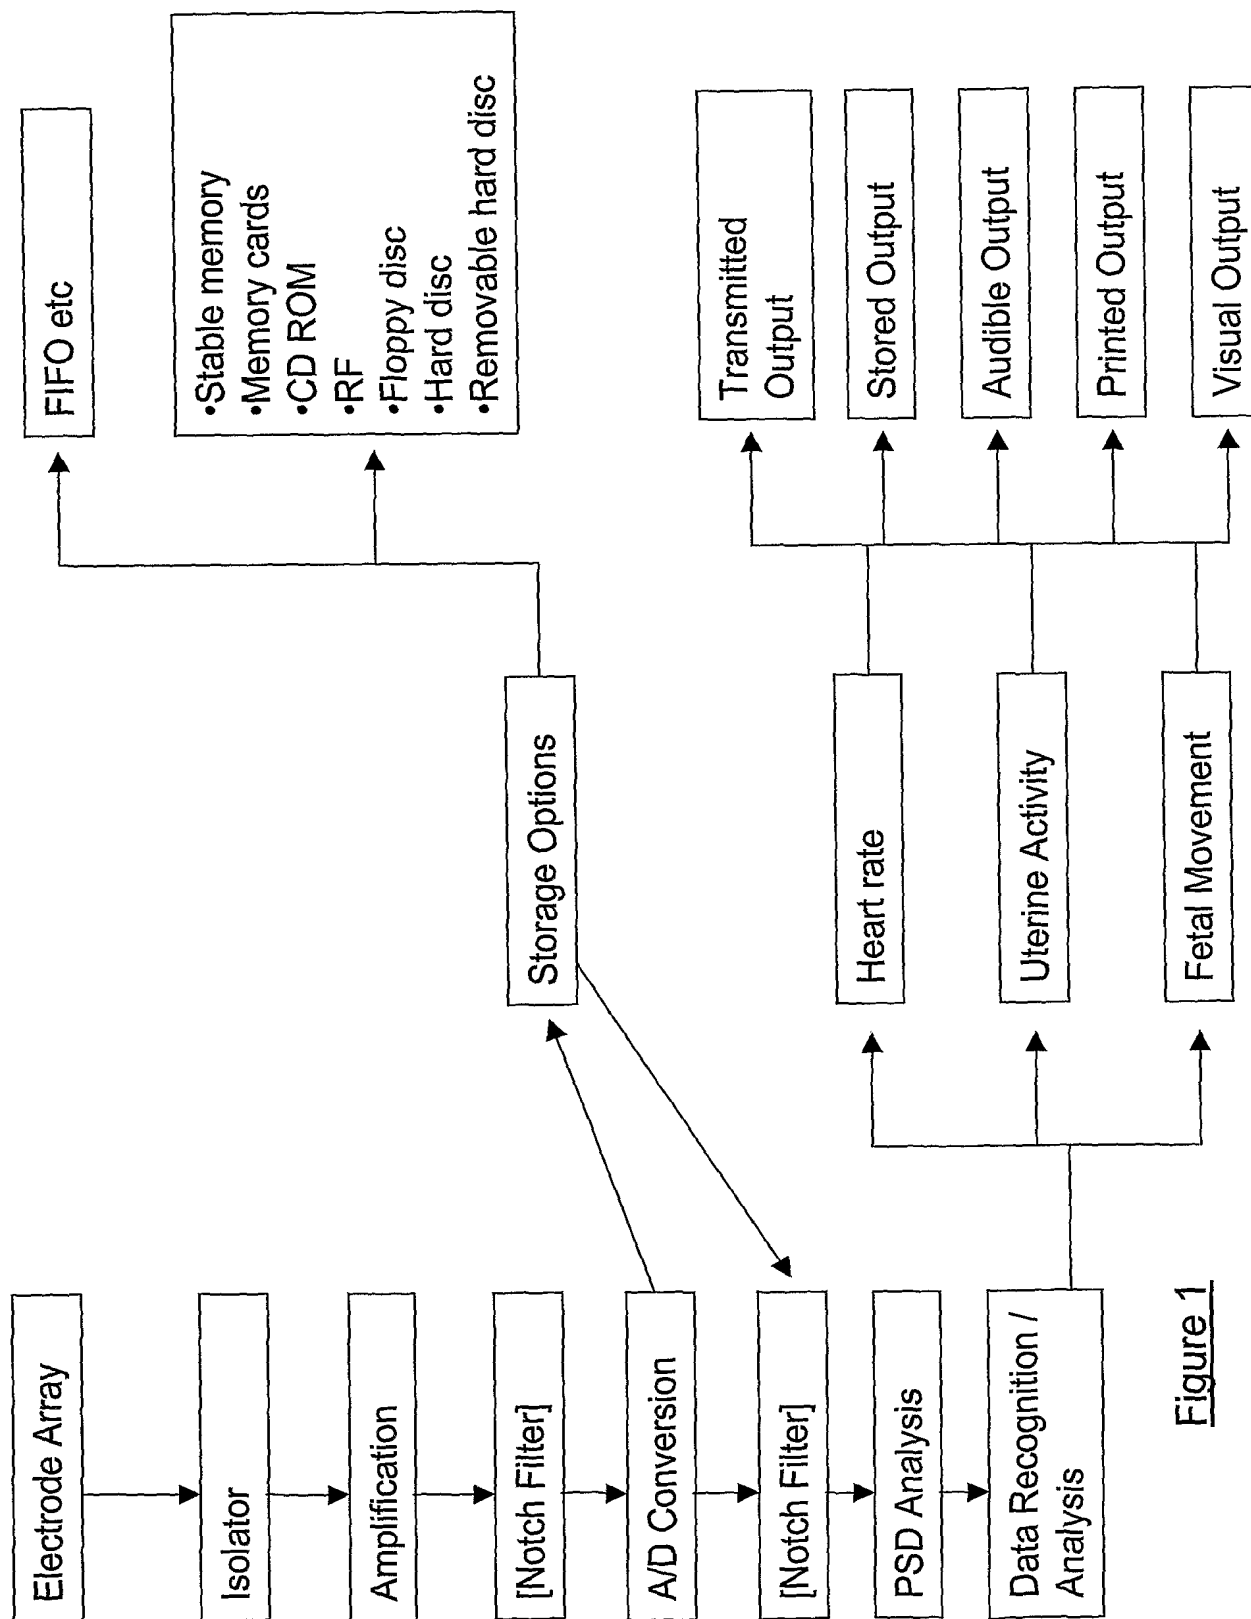 Electrode Array
Isolator
Amplification
[Notch Filter]
A/D Conversion
[Notch Filter]
PSD Analysis
Data Recognition /
Analysis
Storage Options
FIFO etc
•Stable memory
•Memory cards
•CD ROM
•RF
•Floppy disc
•Hard disc
•Removable hard disc
Heart rate
Uterine Activity
Fetal Movement
Transmitted
Output
Stored Output
Audible Output
Printed Output
Visual Output
Figure 1